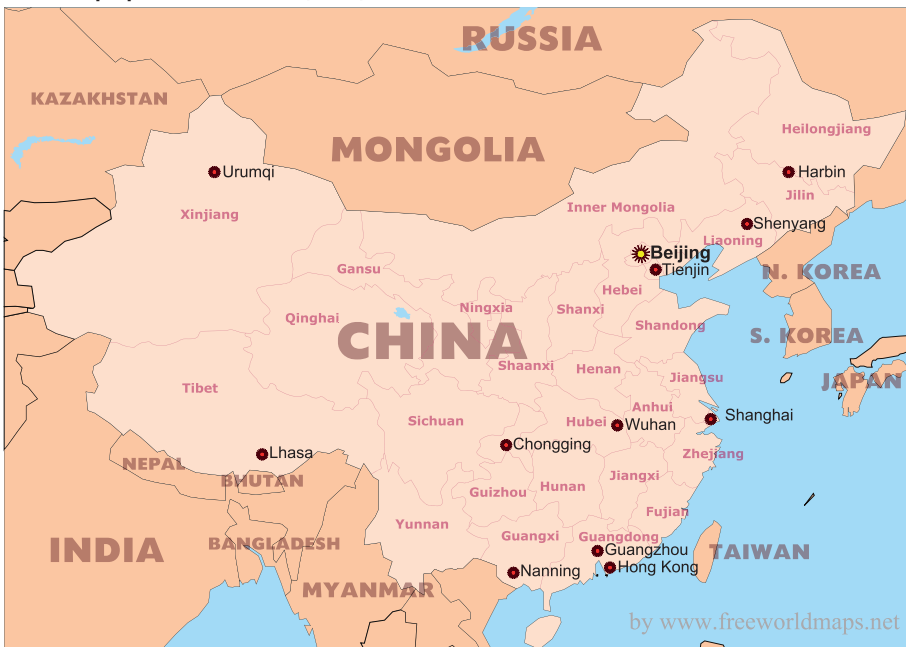 RUSSIA
KAZAKHSTAN
Heilongjiang
MONGOLIA
Urumqi
Harbin
Jilin
Xinjiang
Inner Mongolia
Shenyang
Liaoning
Beijing
Gansu
Tienjin
N. KOREA
Hebei
Ningxia
Shanxi
Qinghai
Shandong
CHINA
S. KOREA
Shaanxi
Henan
Jiangsu
JAPAN
Tibet
Anhui
Shanghai
Sichuan
Hubei
Wuhan
Chongging
Lhasa
Zhejiang
NEPAL
BHUTAN
Jiangxi
Guizhou
Hunan
Fujian
Yunnan
Guangxi
Guangdong
INDIA
BANGLADESH
Guangzhou
TAIWAN
Hong Kong
Nanning
MYANMAR
by www.freeworldmaps.net